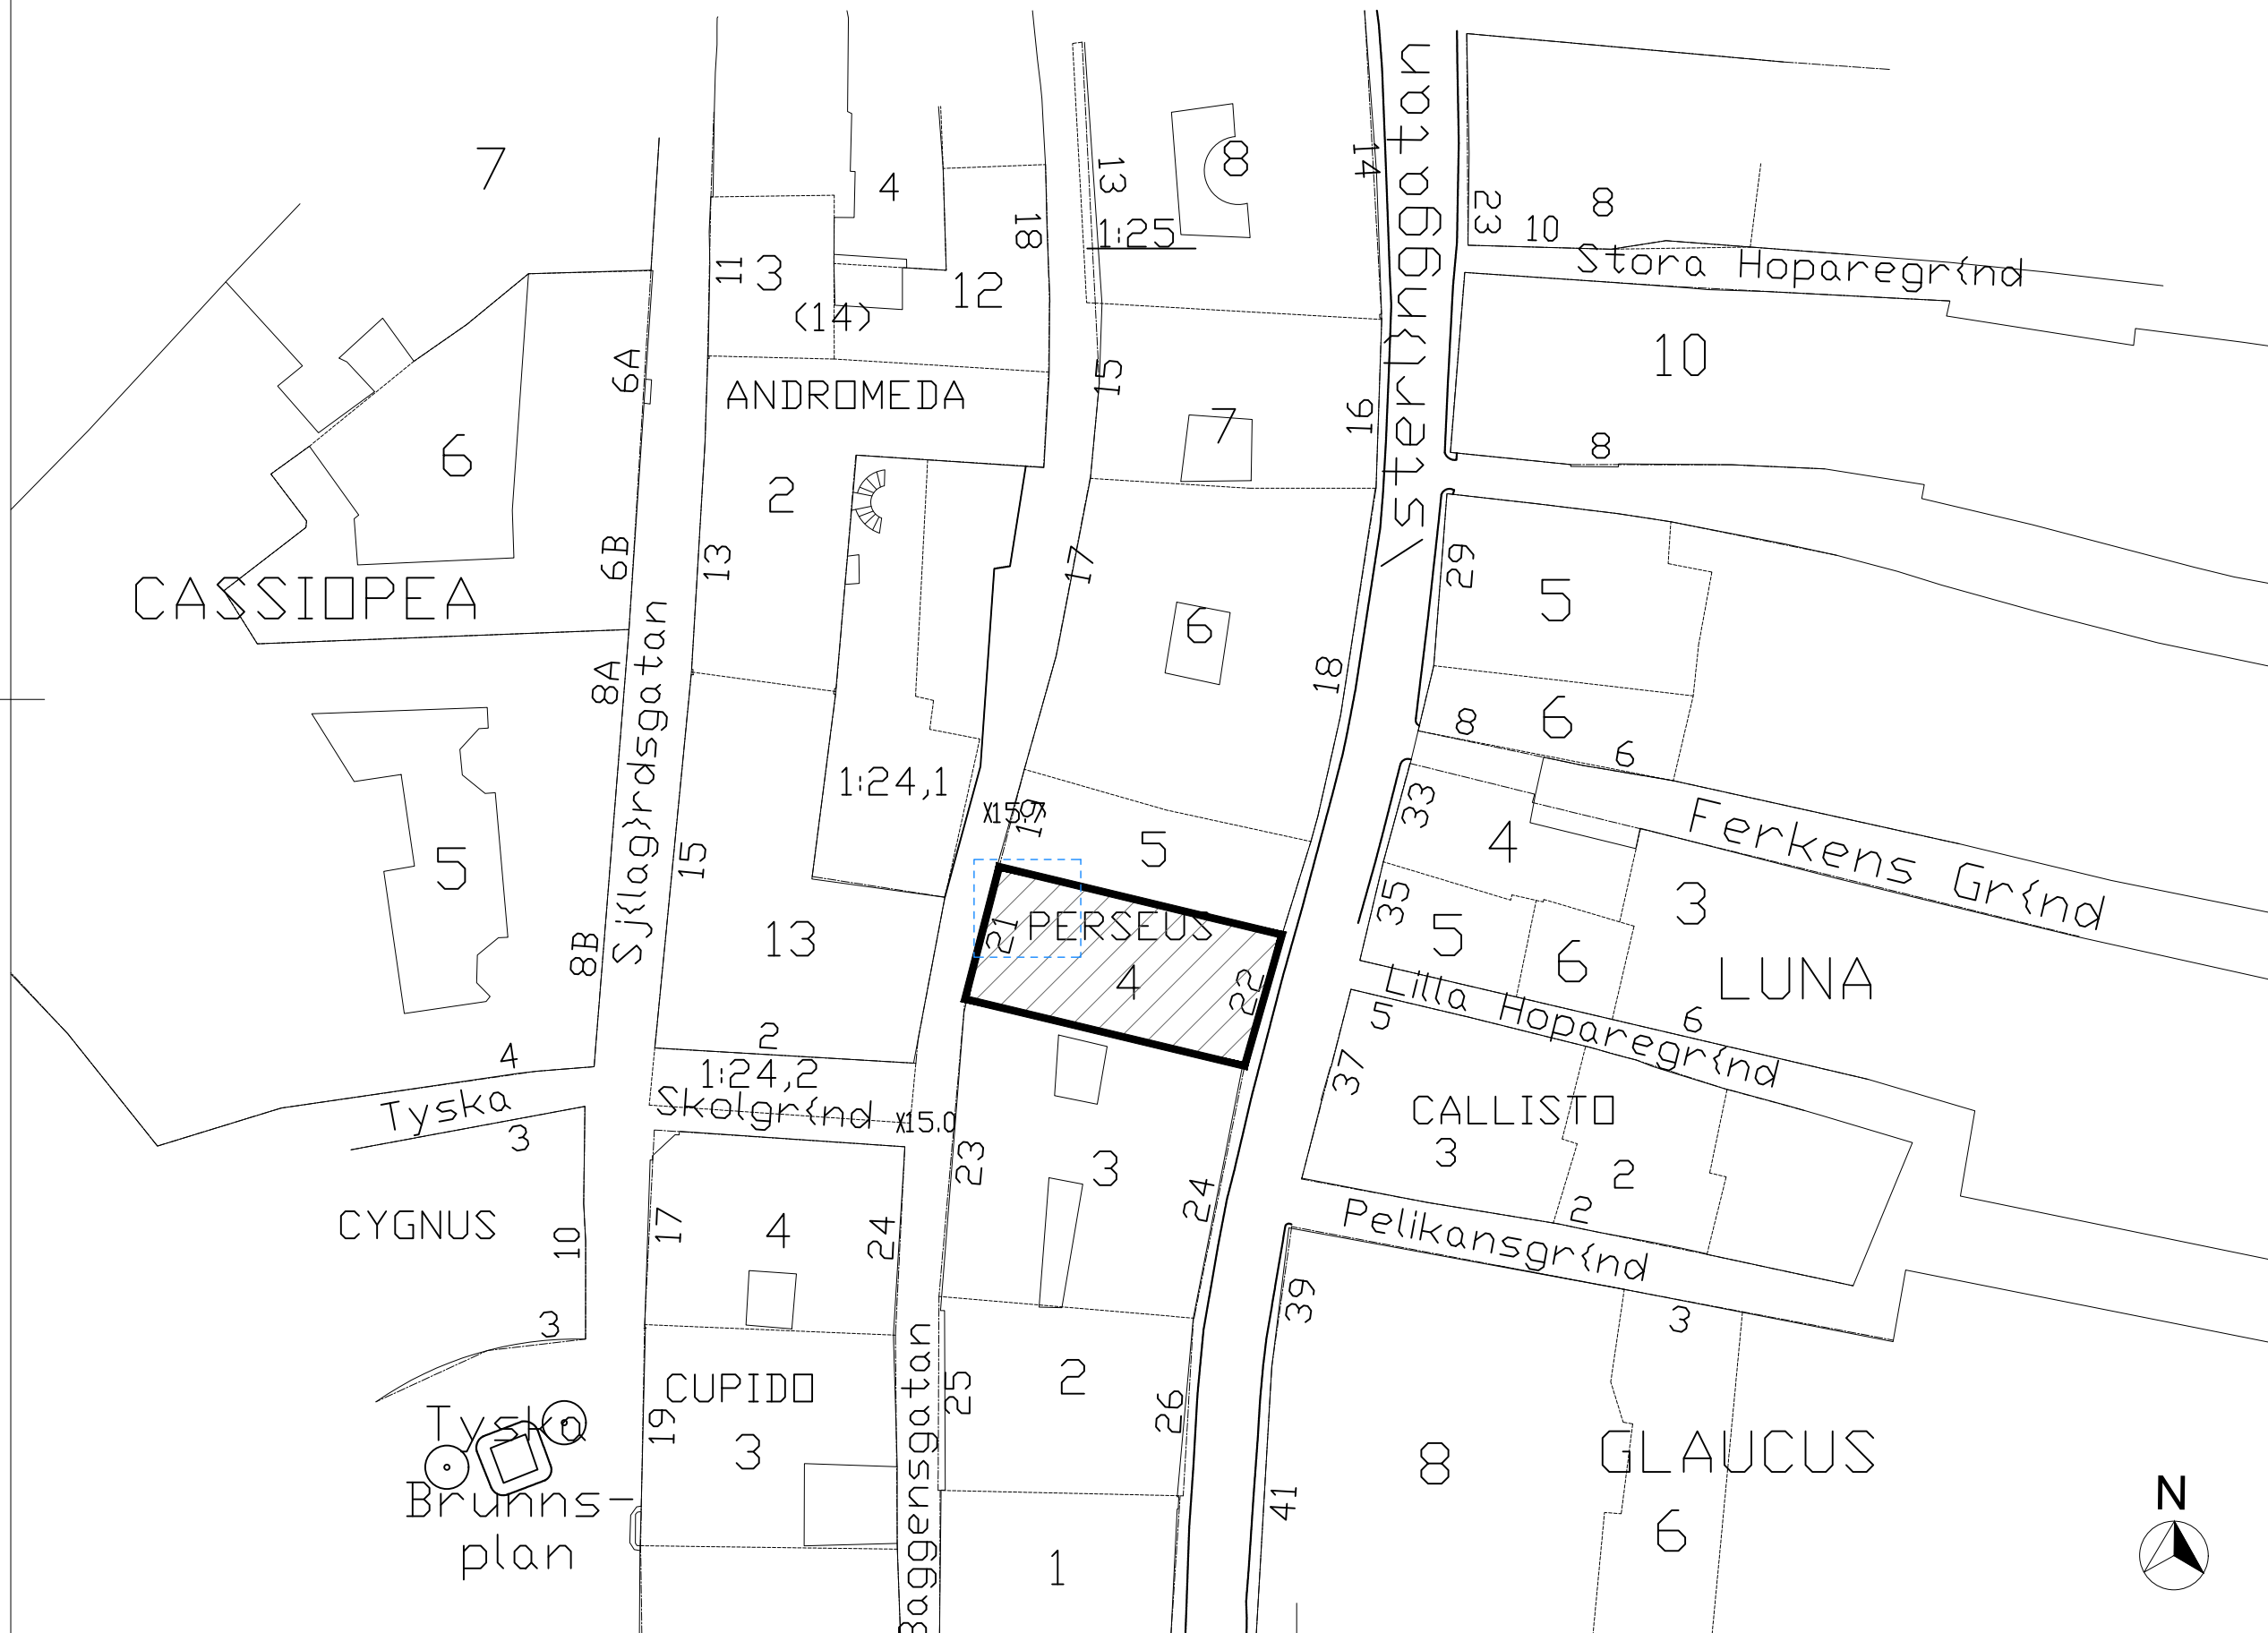 7
4
3
11
(14)
12
18
13
1:25
8
14
\sterl}nggatan
23
10
8
Stora Hoparegr{nd
10
8
6A
6
6B
CASSIOPEA
ANDROMEDA
2
13
15
7
16
17
6
18
29
5
6
8
6
8A
Sj{lag}rdsgatan
5
8B
15
1:24,1
X15.7
19
5
33
4
Ferkens Gr{nd
3
35
5
6
LUNA
13
21
PERSEUS
4
22
Lilla Hoparegr{nd
6
5
37
2
1:24,2
Skolgr{nd
X15.0
4
Tyska
3
CALLISTO
3
2
2
Pelikansgr{nd
CYGNUS
10
3
17
4
24
23
3
24
39
3
CUPIDO
3
19
Baggensgatan
25
2
26
Tyska
Brunns-
plan
8
41
GLAUCUS
6
1
N